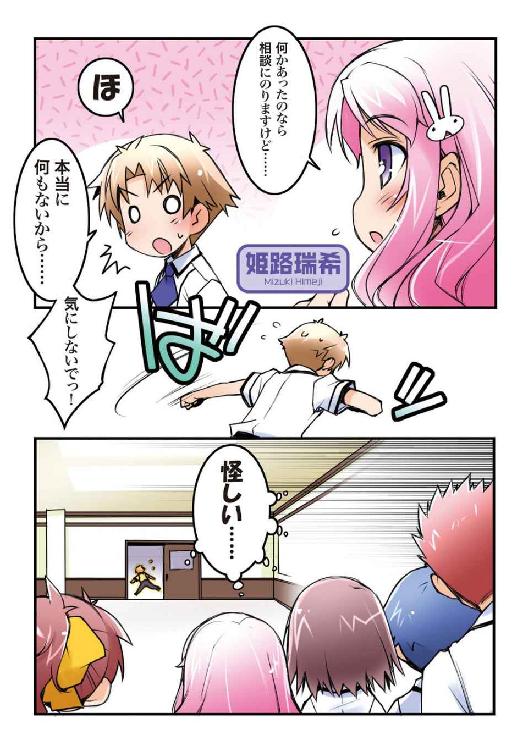 何かあったのなら
相談にのりますけど……
ほ
本当に
何もないから……
気にしないでっ!
姫路瑞希
Mizuki Himeji
ばっ
怪しい……